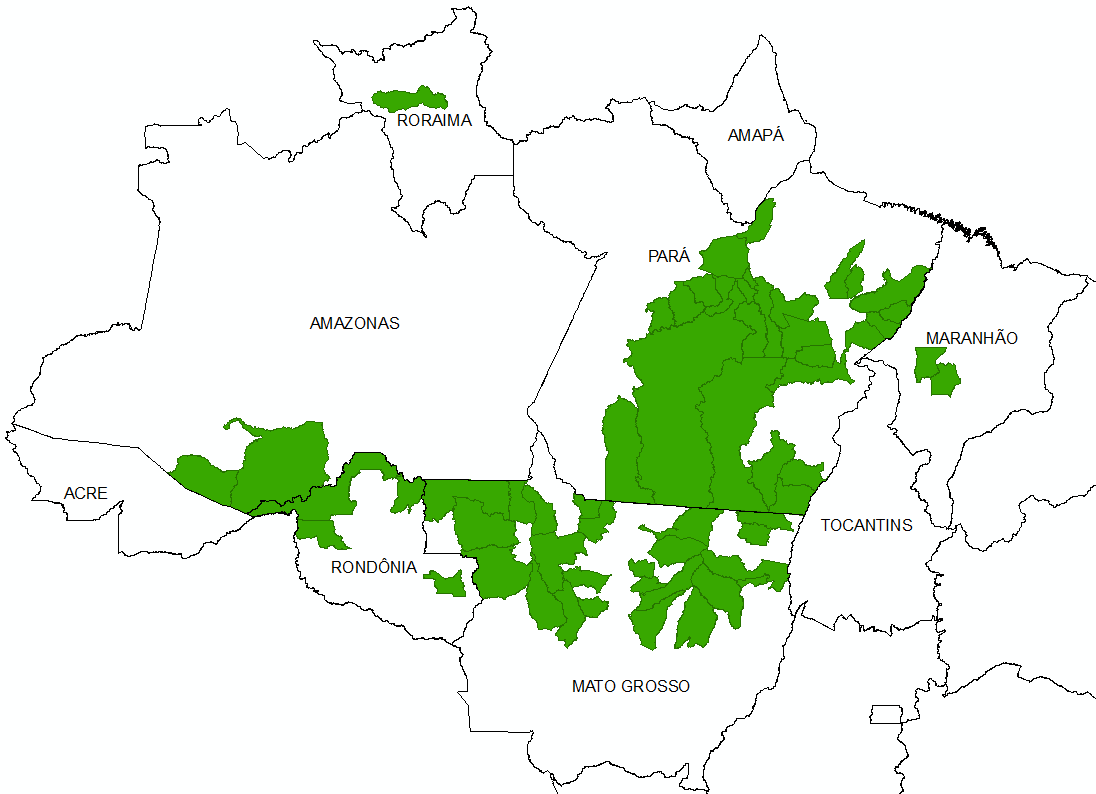 RORAIMA
AMAPÁ
PARÁ
AMAZONAS
MARANHÃO
ACRE
TOCANTINS
RONDÔNIA
MATO GROSSO